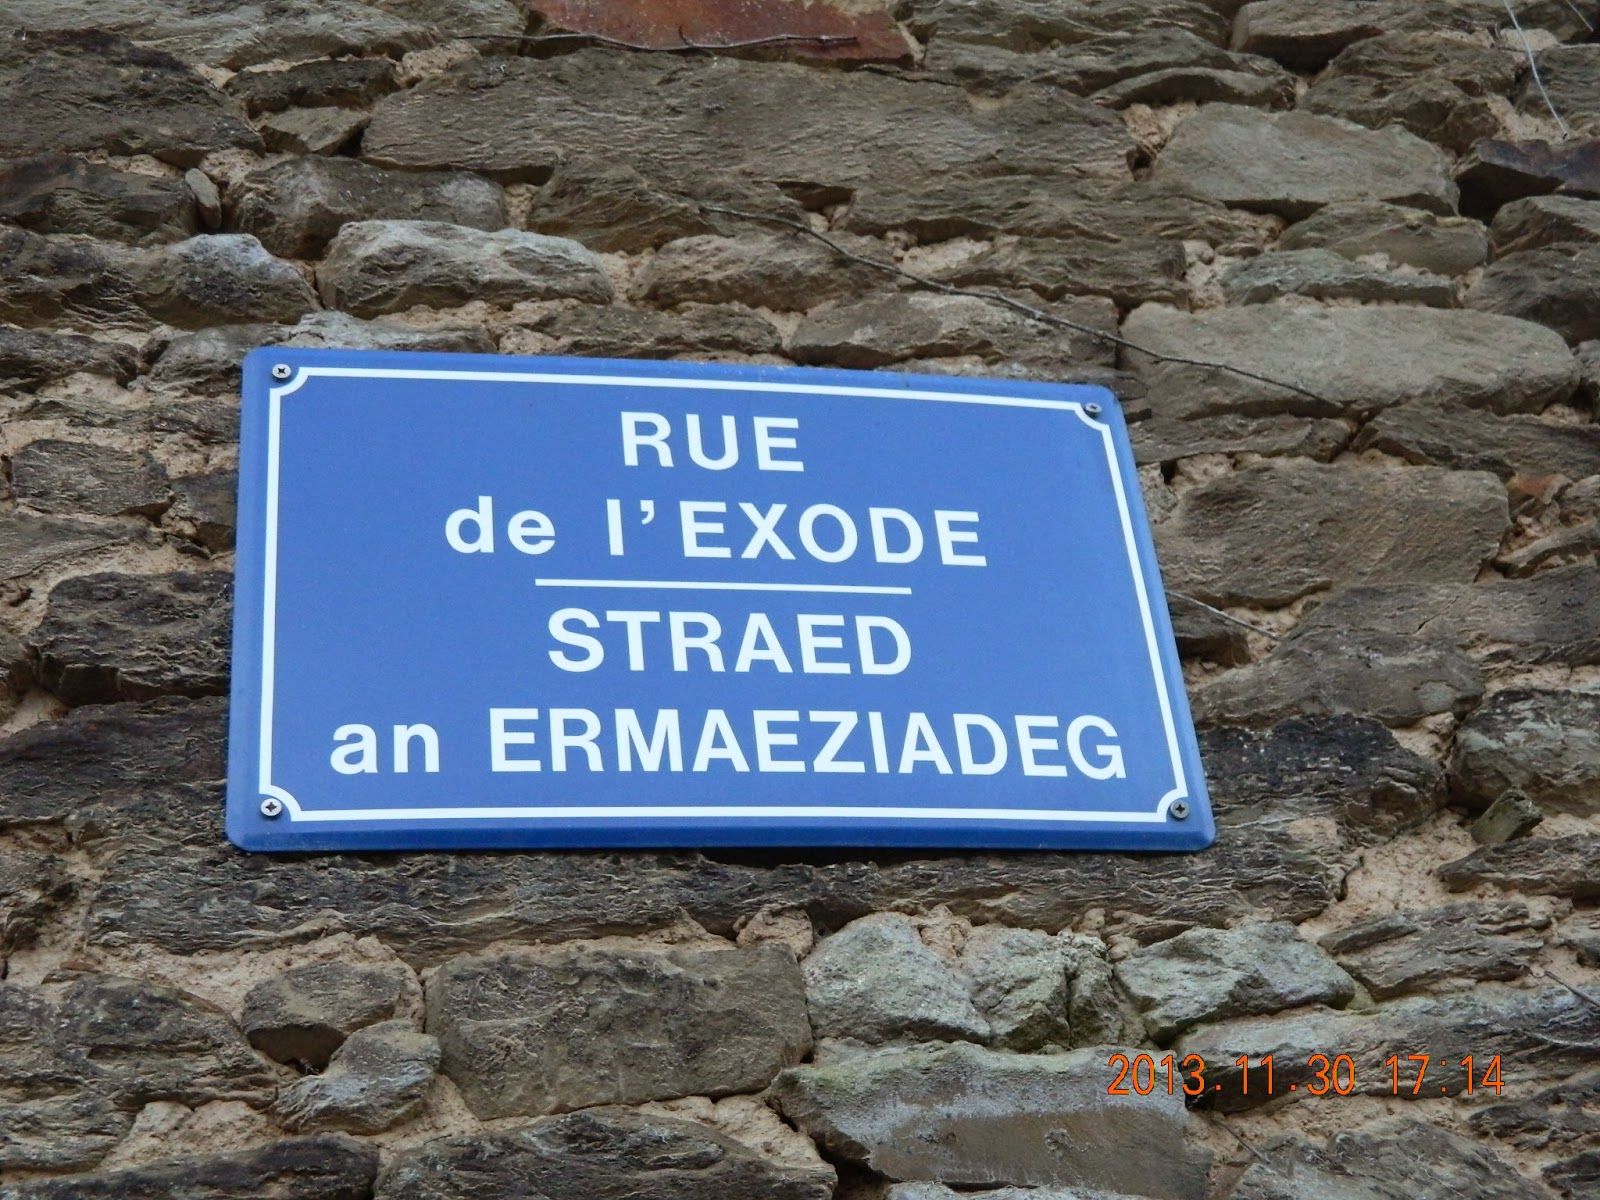 RUE
de l'EXODE
STRAED
an ERMAEZIADEG
2013.11.30 17:14